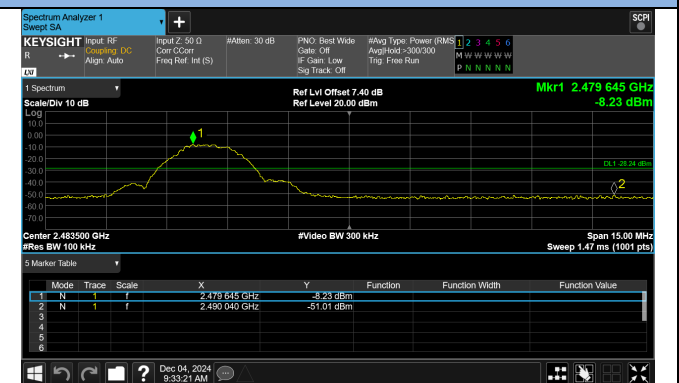 Spectrum Analyzer 1
Swept SA
+
SCPI
KEYSIGHT Input: RF Input Z: 50 Ω #Atten: 30 dB PNO: Best Wide #Avg Type: Power (RMS 1 2 3 4 5 6
R Coupling: DC Corr CCorr Gate: Off Avg|Hold:>300/300 M W W W W W
Align: Auto Freq Ref: Int (S) IF Gain: Low Trig: Free Run P N N N N N
Sig Track: Off
LXI
1 Spectrum
Scale/Div 10 dB
Ref Lvl Offset 7.40 dB
Ref Level 20.00 dBm
Mkr1 2.479 645 GHz
-8.23 dBm
Log
10.0
0.00
-10.0
-20.0
-30.0
-40.0
-50.0
-60.0
-70.0
1
DL1 -28.24 dBm
2
Center 2.483500 GHz #Video BW 300 kHz Span 15.00 MHz
#Res BW 100 kHz Sweep 1.47 ms (1001 pts)
5 Marker Table
Mode Trace Scale X Y Function Function Width Function Value
1 N 1 f 2.479 645 GHz -8.23 dBm
2 N 1 f 2.490 040 GHz -51.01 dBm
3
4
5
6
? Dec 04, 2024
9:33:21 AM